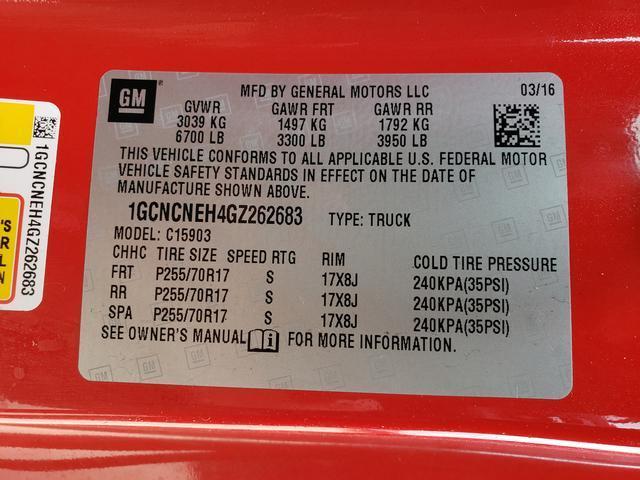 GM
MFD BY GENERAL MOTORS LLC 03/16
GVWR GAWR FRT GAWR RR
3039 KG 1497 KG 1792 KG
6700 LB 3300 LB 3950 LB
THIS VEHICLE CONFORMS TO ALL APPLICABLE U.S. FEDERAL MOTOR
VEHICLE SAFETY STANDARDS IN EFFECT ON THE DATE OF
MANUFACTURE SHOWN ABOVE.
1GCNCNEH4GZ262683 TYPE: TRUCK
MODEL: C15903
CHHC TIRE SIZE SPEED RTG RIM COLD TIRE PRESSURE
FRT P255/70R17 S 17X8J 240KPA(35PSI)
RR P255/70R17 S 17X8J 240KPA(35PSI)
SPA P255/70R17 S 17X8J 240KPA(35PSI)
SEE OWNER'S MANUAL i FOR MORE INFORMATION.
1GCNCNEH4GZ262683